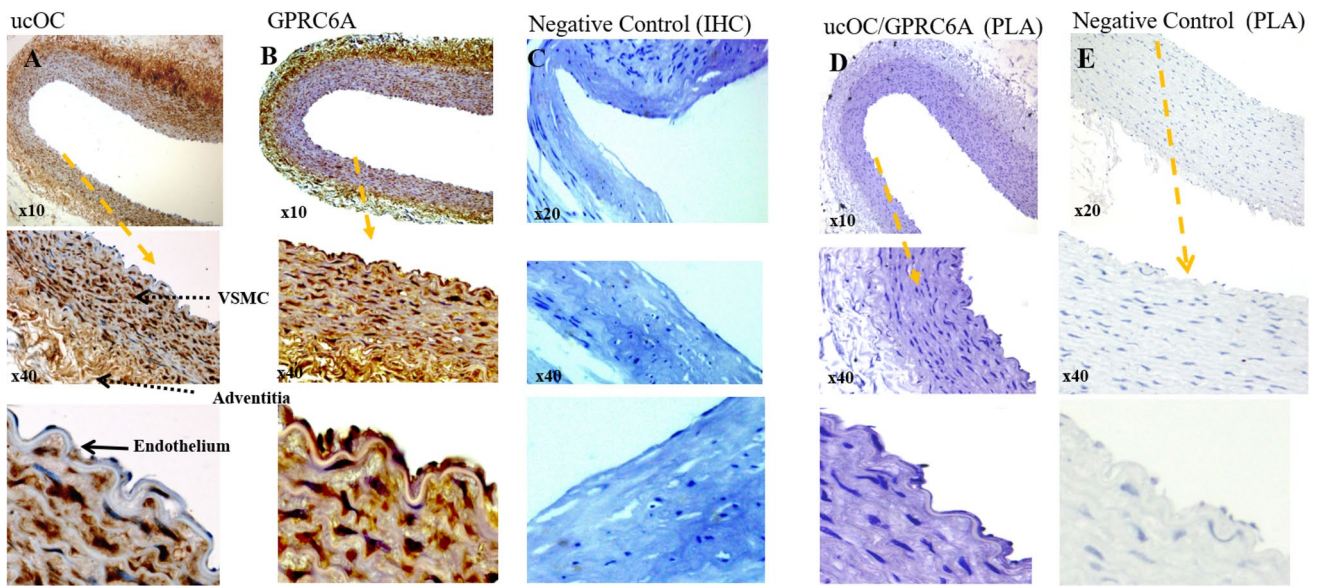 ucOC
GPRC6A
Negative Control (IHC)
ucOC/GPRC6A (PLA)
Negative Control (PLA)
A
B
C
D
E
x10
x10
x20
x10
x20
VSMC
x40
x40
x40
x40
x40
Adventitia
Endothelium